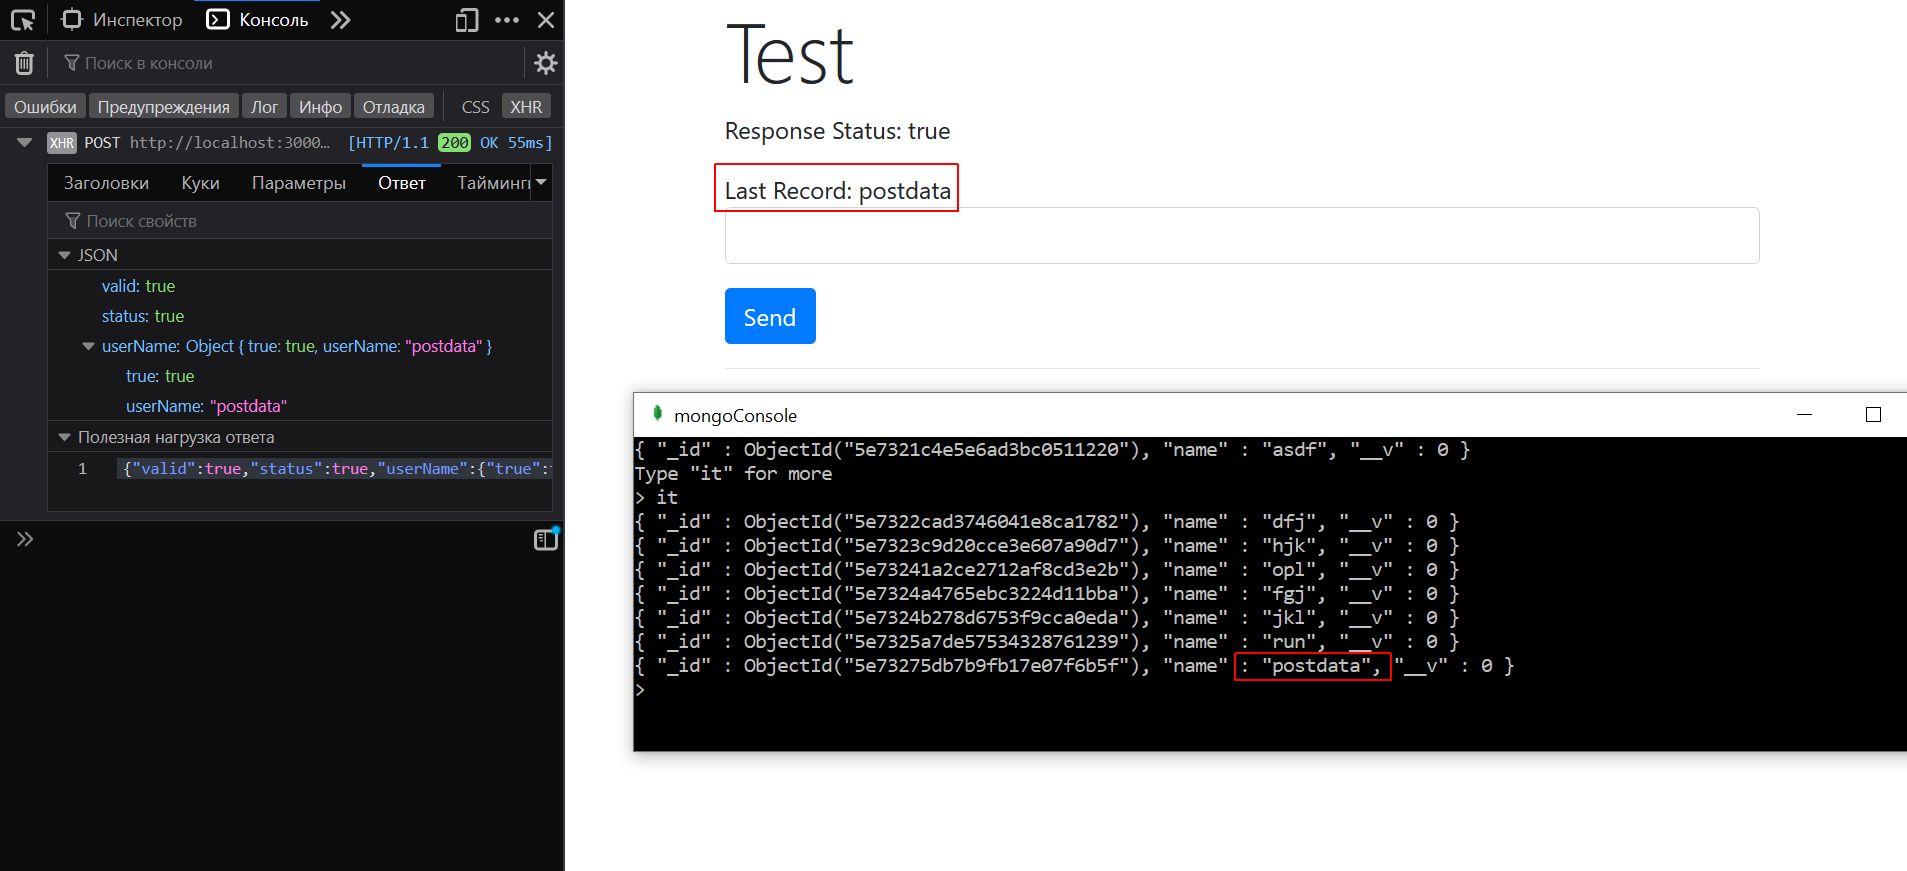 Инспектор
Консоль
Поиск в консоли
Ошибки Предупреждения Лог Инфо Отладка CSS XHR
XHR POST http://localhost:3000… [HTTP/1.1 200 OK 55ms]
Заголовки Куки Параметры Ответ Тайминг
Поиск свойств
JSON
valid: true
status: true
userName: Object { true: true, userName: "postdata" }
true: true
userName: "postdata"
Полезная нагрузка ответа
1 {"valid":true,"status":true,"userName":{"true":
Test
Response Status: true
Last Record: postdata
Send
mongoConsole
{ "_id" : ObjectId("5e7321c4e5e6ad3bc0511220"), "name" : "asdf", "__v" : 0 }
Type "it" for more
> it
{ "_id" : ObjectId("5e7322cad3746041e8ca1782"), "name" : "dfj", "__v" : 0 }
{ "_id" : ObjectId("5e7323c9d20cce3e607a90d7"), "name" : "hjk", "__v" : 0 }
{ "_id" : ObjectId("5e73241a2ce2712af8cd3e2b"), "name" : "opl", "__v" : 0 }
{ "_id" : ObjectId("5e7324a4765ebc3224d11bba"), "name" : "fgj", "__v" : 0 }
{ "_id" : ObjectId("5e7324b278d6753f9cca0eda"), "name" : "jkl", "__v" : 0 }
{ "_id" : ObjectId("5e7325a7de57534328761239"), "name" : "run", "__v" : 0 }
{ "_id" : ObjectId("5e73275db7b9fb17e07f6b5f"), "name" : "postdata", "__v" : 0 }
>